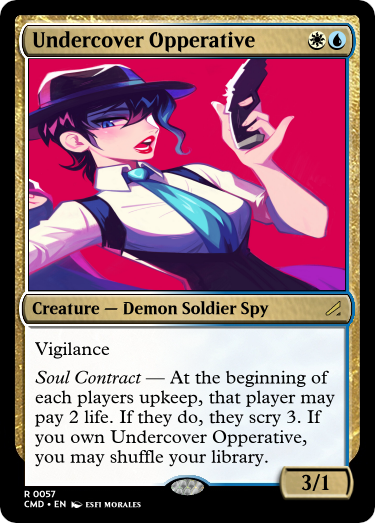 Undercover Opperative
Creature — Demon Soldier Spy
Vigilance
Soul Contract — At the beginning of
each players upkeep, that player may
pay 2 life. If they do, they scry 3. If
you own Undercover Opperative,
you may shuffle your library.
3/1
R 0057
CMD • EN ESFI MORALES